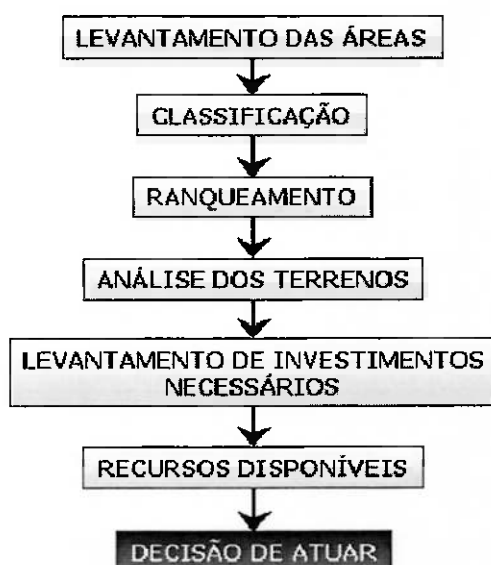 LEVANTAMENTO DAS ÁREAS
CLASSIFICAÇÃO
RANQUEAMENTO
ANÁLISE DOS TERRENOS
LEVANTAMENTO DE INVESTIMENTOS
NECESSÁRIOS
RECURSOS DISPONÍVEIS
DECISÃO DE ATUAR